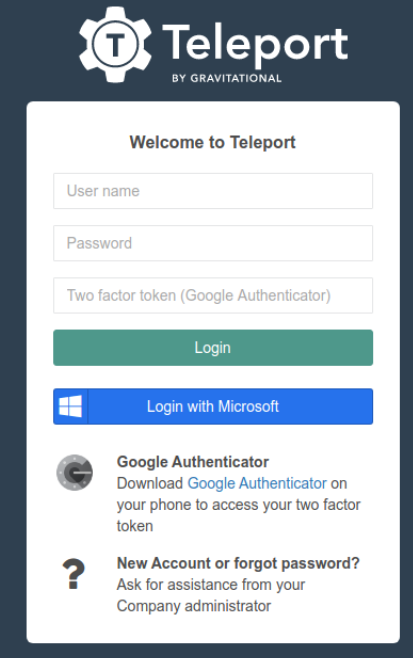 T Teleport
BY GRAVITATIONAL
Welcome to Teleport
User name
Password
Two factor token (Google Authenticator)
Login
Login with Microsoft
Google Authenticator
Download Google Authenticator on
your phone to access your two factor
token
? New Account or forgot password?
Ask for assistance from your
Company administrator